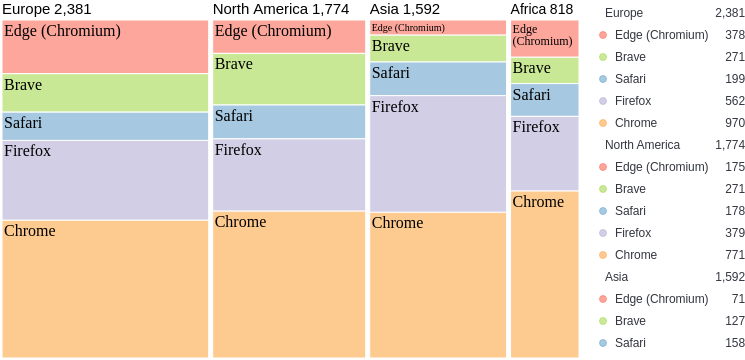 Europe 2,381
Edge (Chromium)
Brave
Safari
Firefox
Chrome
North America 1,774
Edge (Chromium)
Brave
Safari
Firefox
Chrome
Asia 1,592
Edge (Chromium)
Brave
Safari
Firefox
Chrome
Africa 818
Edge
(Chromium)
Brave
Safari
Firefox
Chrome
Europe 2,381
Edge (Chromium) 378
Brave 271
Safari 199
Firefox 562
Chrome 970
North America 1,774
Edge (Chromium) 175
Brave 271
Safari 178
Firefox 379
Chrome 771
Asia 1,592
Edge (Chromium) 71
Brave 127
Safari 158